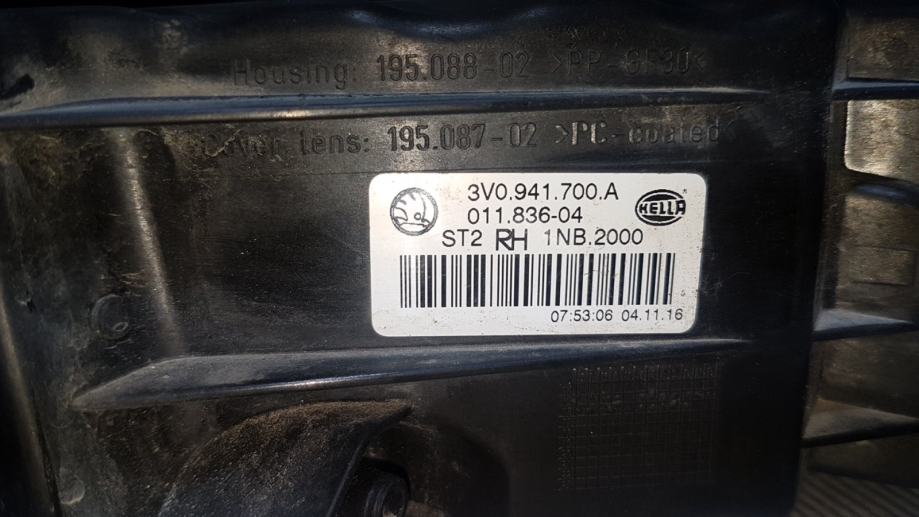 Housing: 195.088-02 >PP-GF30<
Cover lens: 195.087-02 >PC-coated<
3V0.941.700.A
011.836-04
HELLA
ST2 RH 1NB.2000
07:53:06 04.11.16